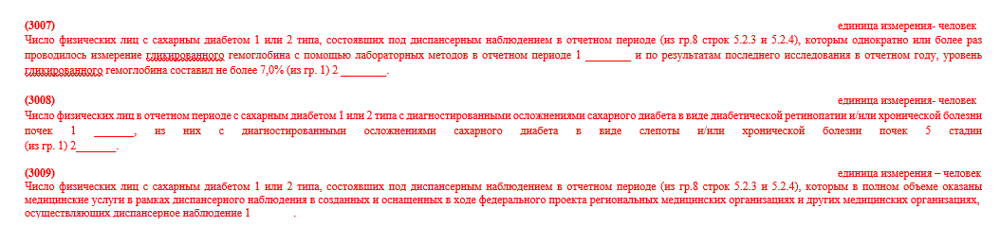 (3007) единица измерения- человек
Число физических лиц с сахарным диабетом 1 или 2 типа, состоявших под диспансерным наблюдением в отчетном периоде (из гр.8 строк 5.2.3 и 5.2.4), которым однократно или более раз
проводилось измерение гликированного гемоглобина с помощью лабораторных методов в отчетном периоде 1 ________ и по результатам последнего исследования в отчетном году, уровень
гликированного гемоглобина составил не более 7,0% (из гр. 1) 2 ________.
(3008) единица измерения- человек
Число физических лиц в отчетном периоде с сахарным диабетом 1 или 2 типа с диагностированными осложнениями сахарного диабета в виде диабетической ретинопатии и/или хронической болезни
почек 1 _______, из них с диагностированными осложнениями сахарного диабета в виде слепоты и/или хронической болезни почек 5 стадии
(из гр. 1) 2_______.
(3009) единица измерения – человек
Число физических лиц с сахарным диабетом 1 или 2 типа, состоявших под диспансерным наблюдением в отчетном периоде (из гр.8 строк 5.2.3 и 5.2.4), которым в полном объеме оказаны
медицинские услуги в рамках диспансерного наблюдения в созданных и оснащенных в ходе федерального проекта региональных медицинских организациях и других медицинских организациях,
осуществляющих диспансерное наблюдение 1 .